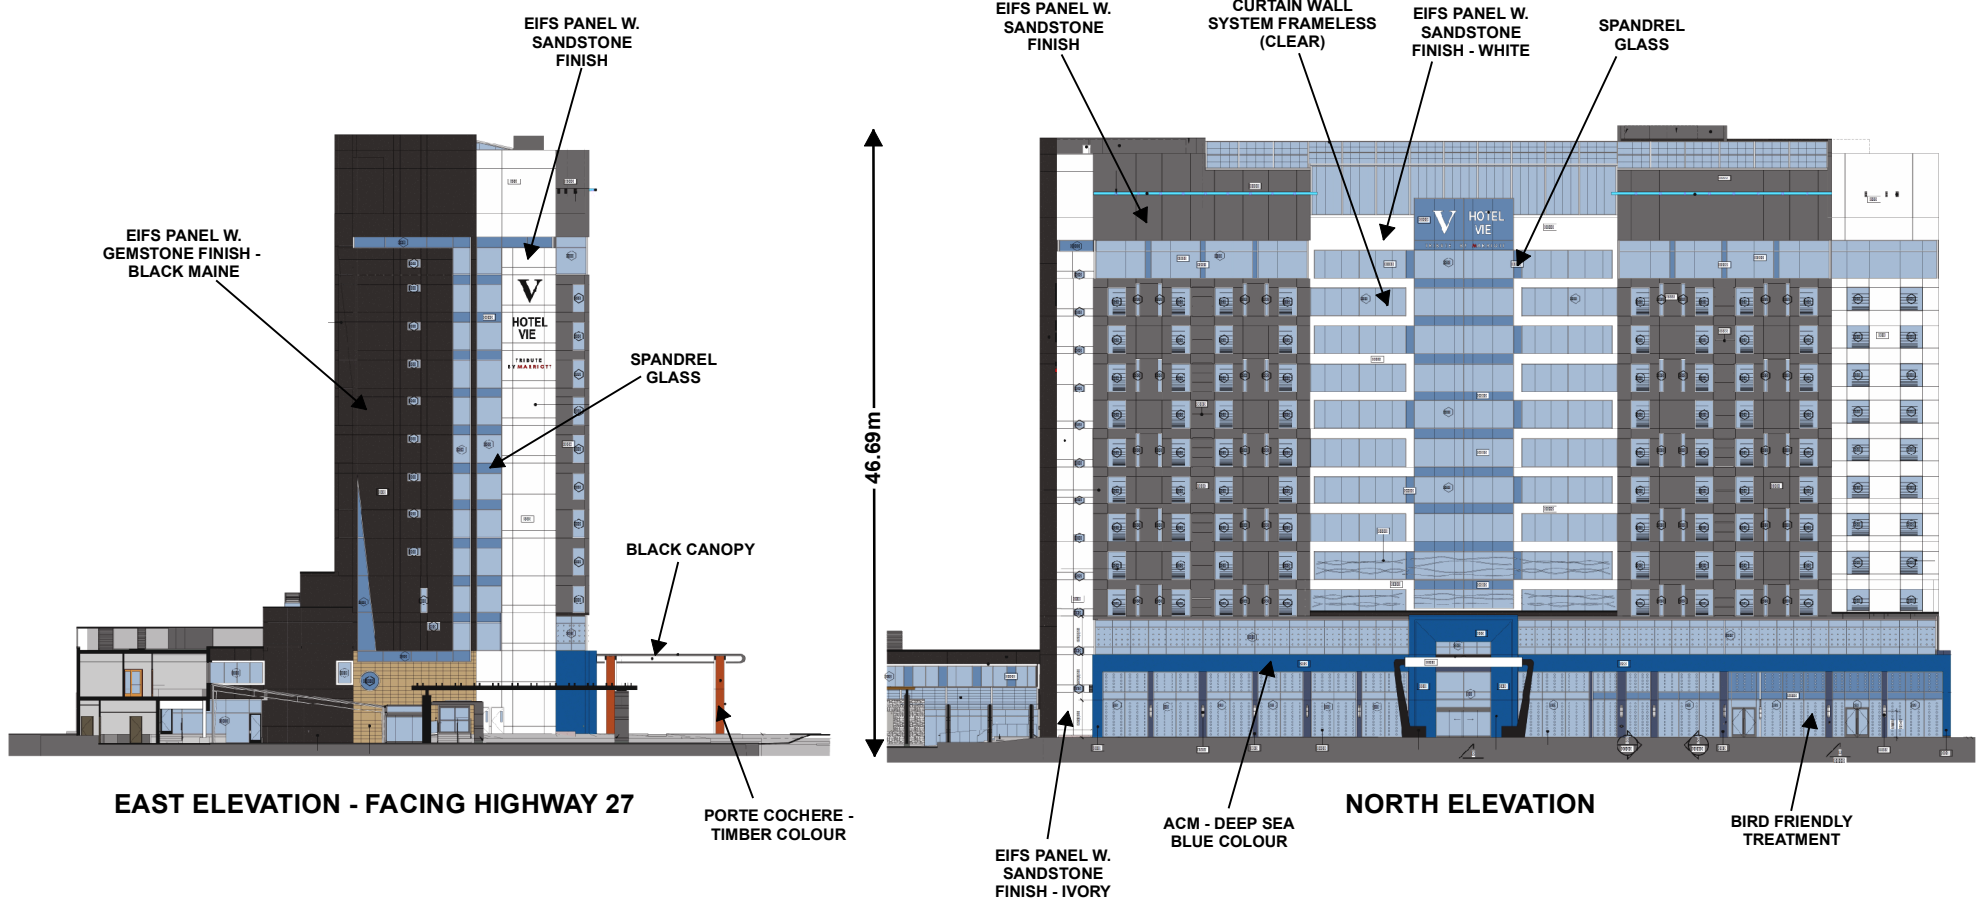 EIFS PANEL W.
SANDSTONE
FINISH
EIFS PANEL W.
GEMSTONE FINISH -
BLACK MAINE
V
HOTEL
VIE
TRIBUTE
BY MARRIOTT
SPANDREL
GLASS
BLACK CANOPY
PORTE COCHERE -
TIMBER COLOUR
EAST ELEVATION - FACING HIGHWAY 27
EIFS PANEL W.
SANDSTONE
FINISH
CURTAIN WALL
SYSTEM FRAMELESS
(CLEAR)
EIFS PANEL W.
SANDSTONE
FINISH - WHITE
SPANDREL
GLASS
46.69m
V HOTEL
VIE
EIFS PANEL W.
SANDSTONE
FINISH - IVORY
ACM - DEEP SEA
BLUE COLOUR
NORTH ELEVATION
BIRD FRIENDLY
TREATMENT